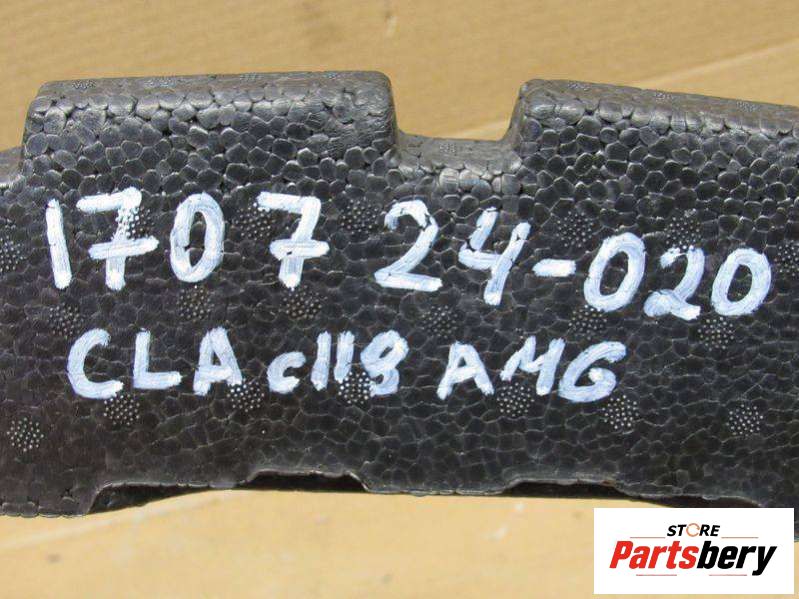 170724-020
CLA c118 AMG
STORE
Partsbery